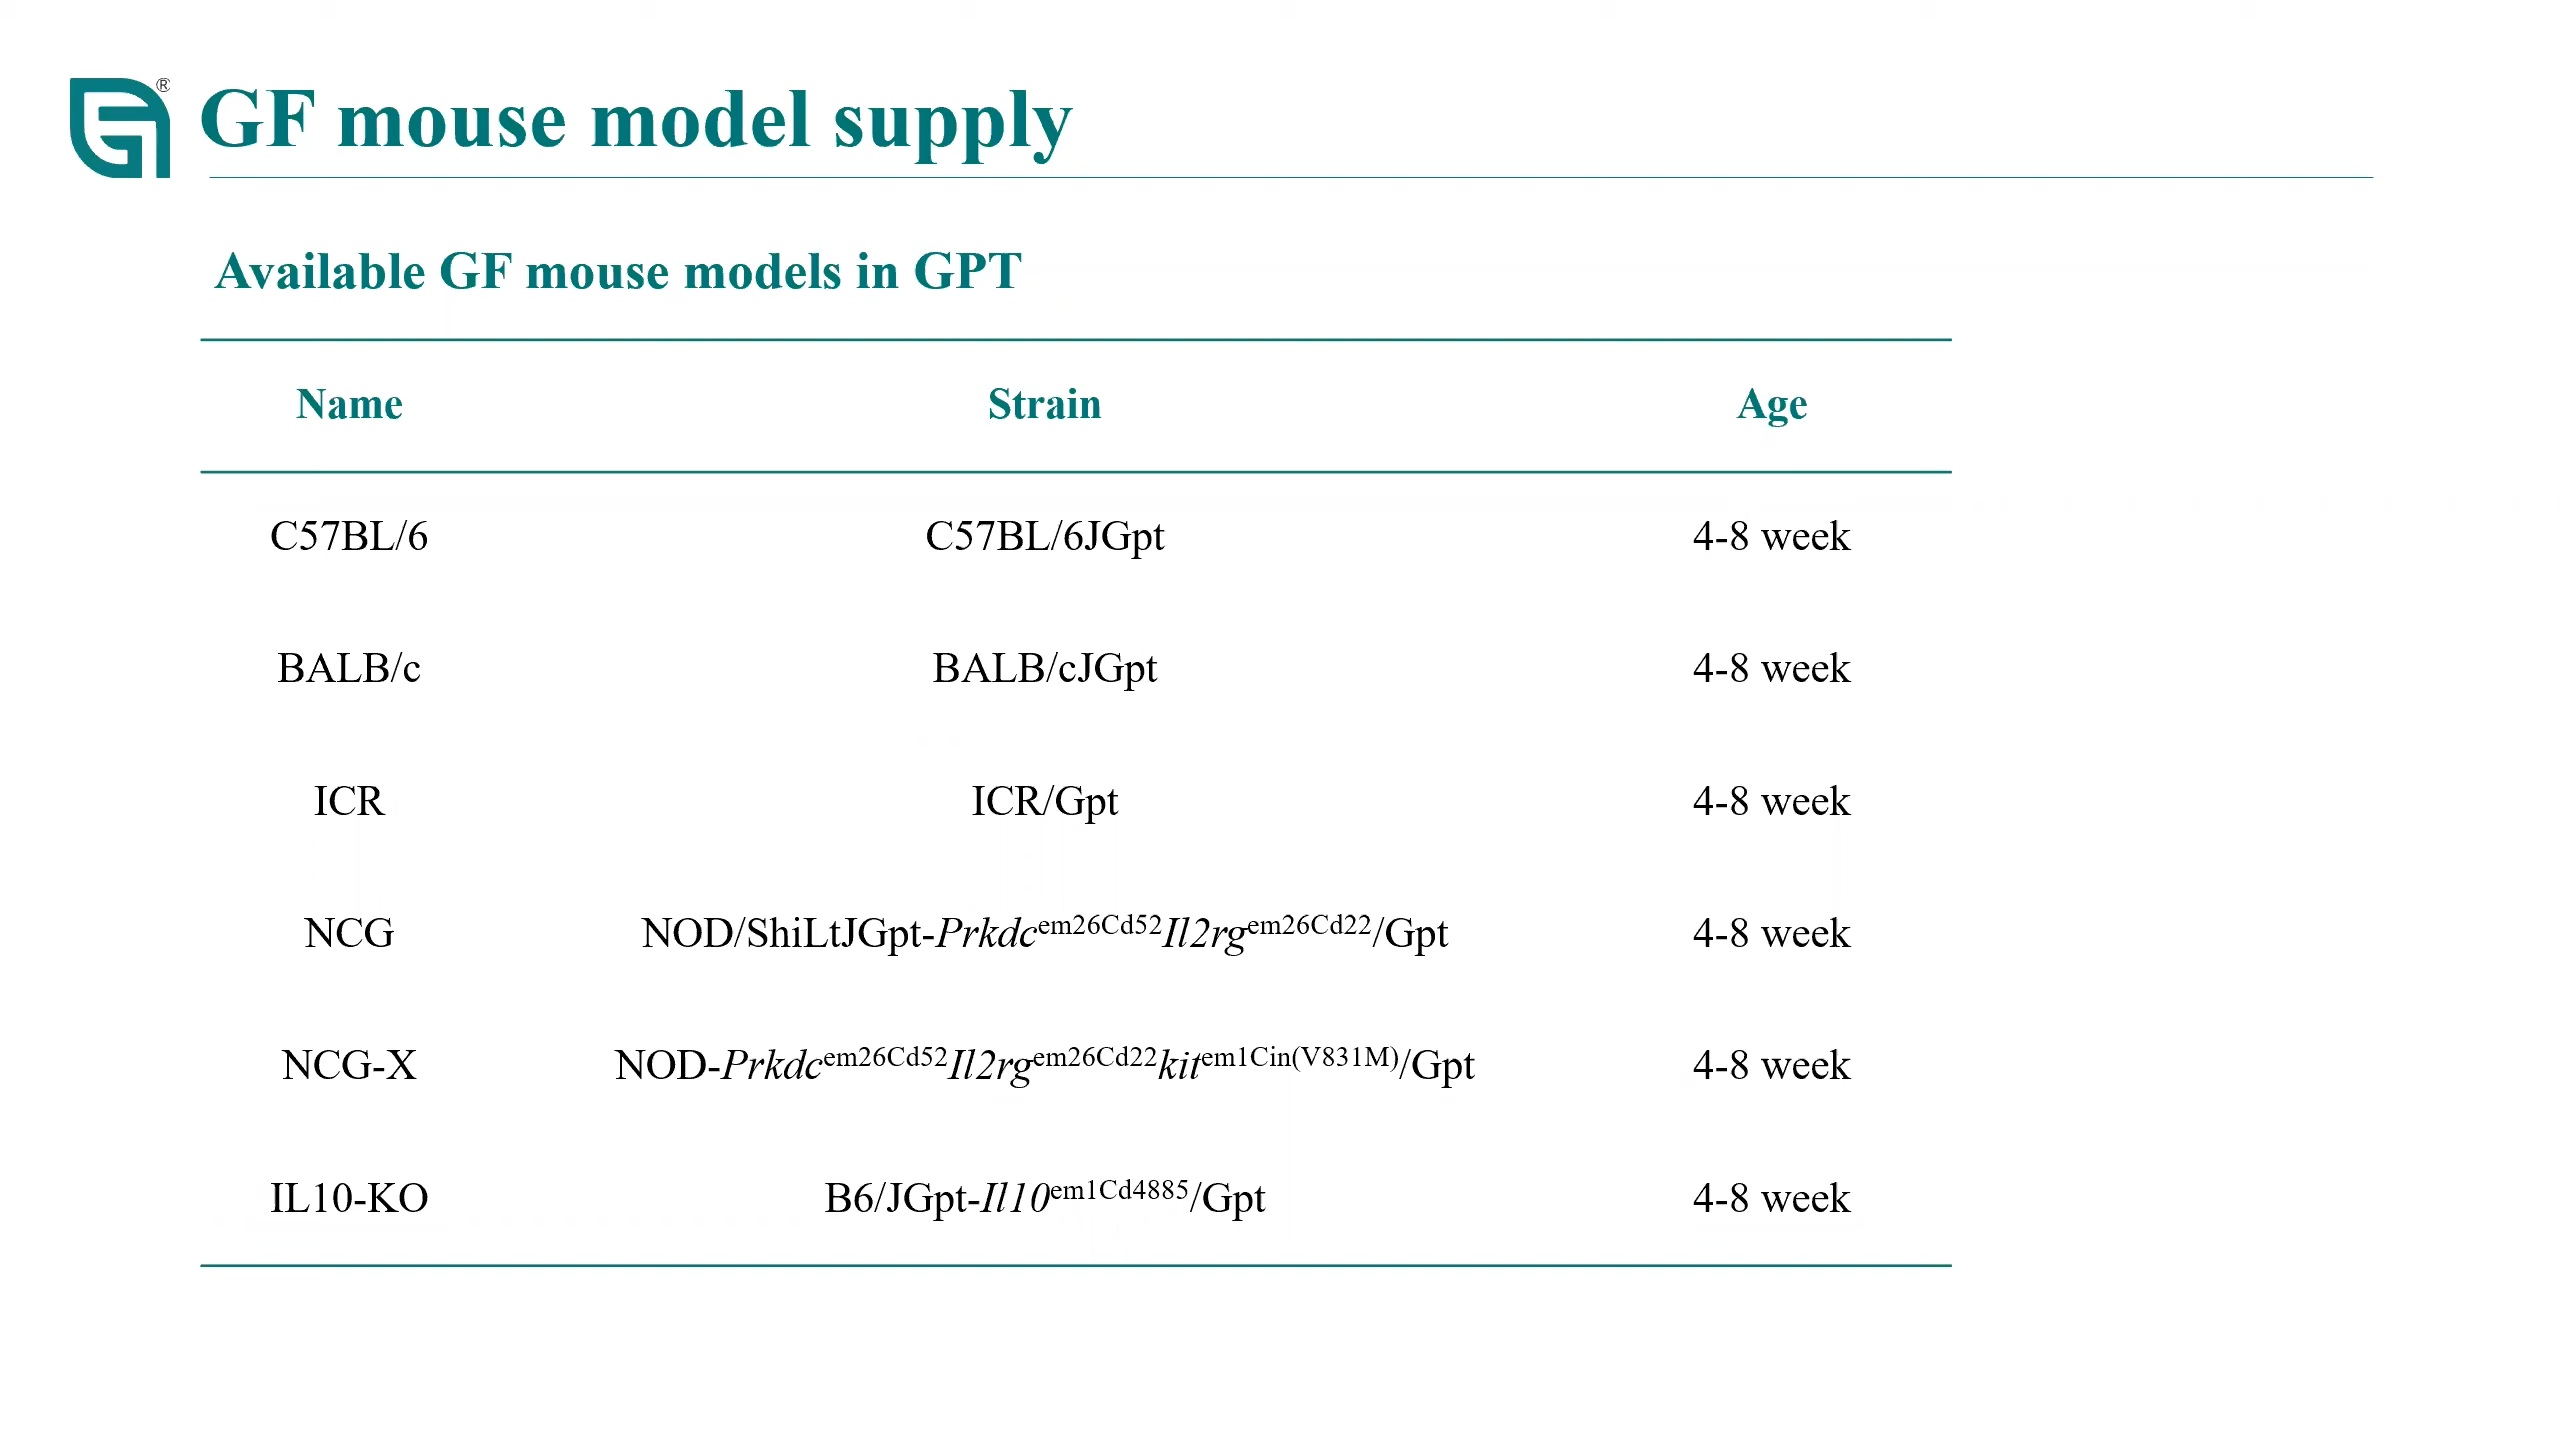 ® GF mouse model supply
Available GF mouse models in GPT
Name Strain Age
C57BL/6 C57BL/6JGpt 4-8 week
BALB/c BALB/cJGpt 4-8 week
ICR ICR/Gpt 4-8 week
NCG NOD/ShiLtJGpt-Prkdcem26Cd52Il2rgem26Cd22/Gpt 4-8 week
NCG-X NOD-Prkdcem26Cd52Il2rgem26Cd22kitem1Cin(V831M)/Gpt 4-8 week
IL10-KO B6/JGpt-Il10em1Cd4885/Gpt 4-8 week